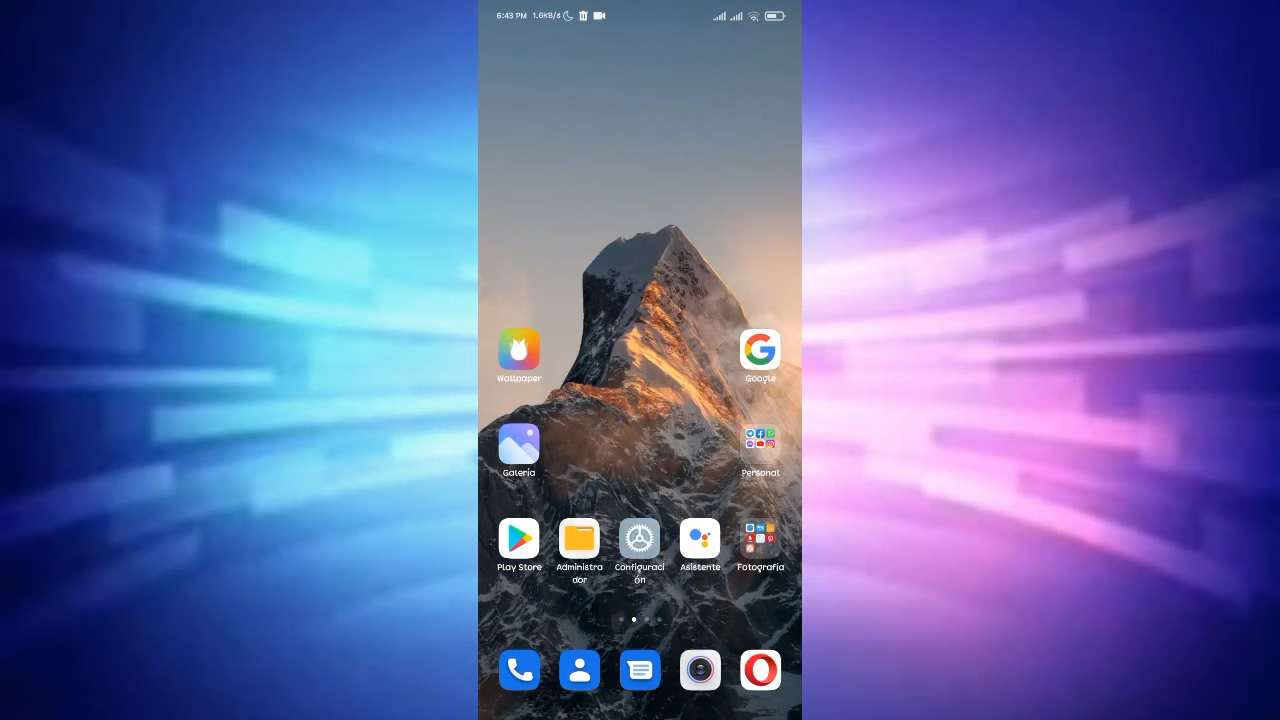 6:43 PM 1.6KB/s
Wallpaper
Google
Galería
Personal
Play Store
Administra
dor
Configuraci
ón
Asistente
Fotografía